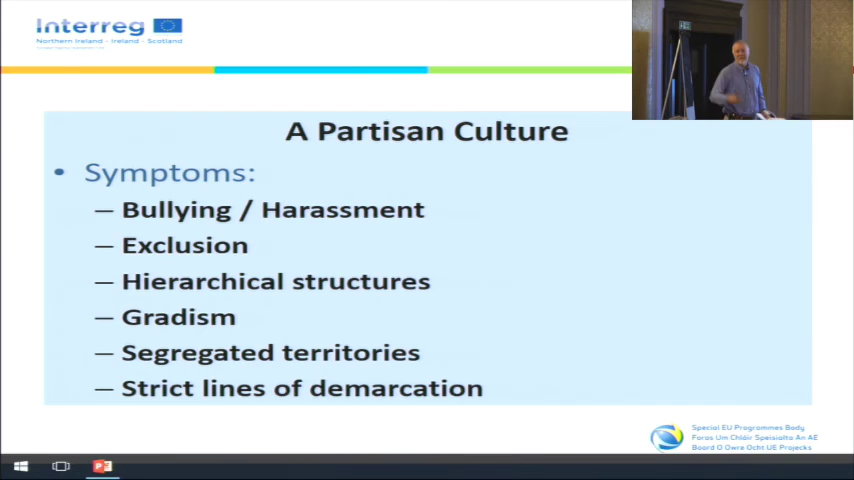 Interreg
Northern Ireland - Ireland - Scotland
A Partisan Culture
• Symptoms:
– Bullying / Harassment
– Exclusion
– Hierarchical structures
– Gradism
– Segregated territories
– Strict lines of demarcation
Special EU Programmes Body
Foras Um Chláir Speisialta An AE
Boord O Owre Ocht UE Projecks